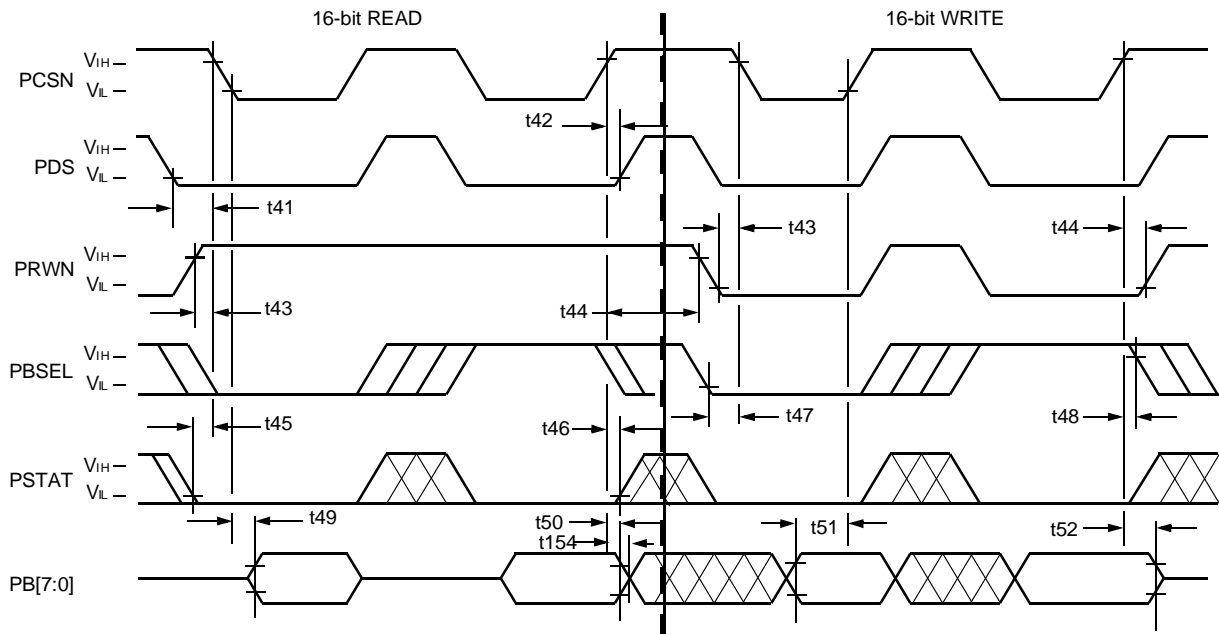 16-bit READ 16-bit WRITE
PCSN VIH VIL
t42
PDS VIH VIL
t41 t43 t44
PRWN VIH VIL
t43 t44
PBSEL VIH VIL
t45 t46 t47 t48
PSTAT VIH VIL
t49 t50 t51 t52
t154
PB[7:0]